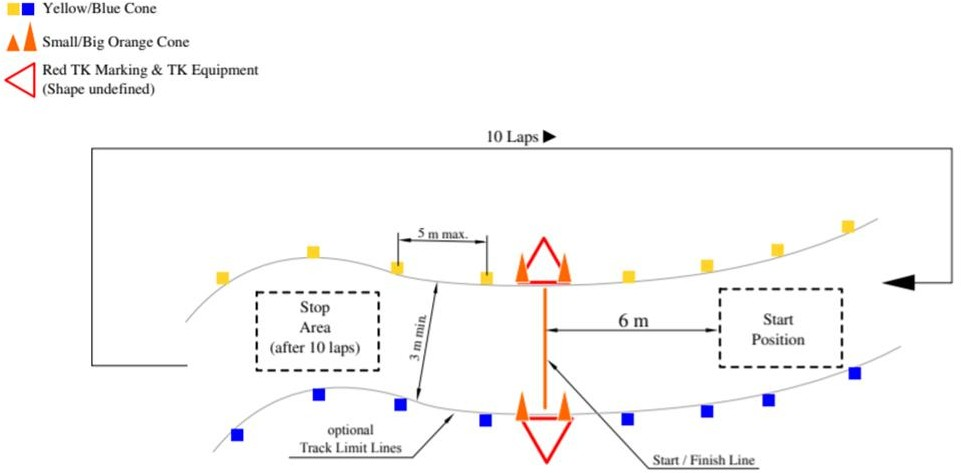 Yellow/Blue Cone
Small/Big Orange Cone
Red TK Marking & TK Equipment
(Shape undefined)
10 Laps
5 m max.
Stop
Area
(after 10 laps)
3 m min.
6 m
Start
Position
optional
Track Limit Lines
Start / Finish Line